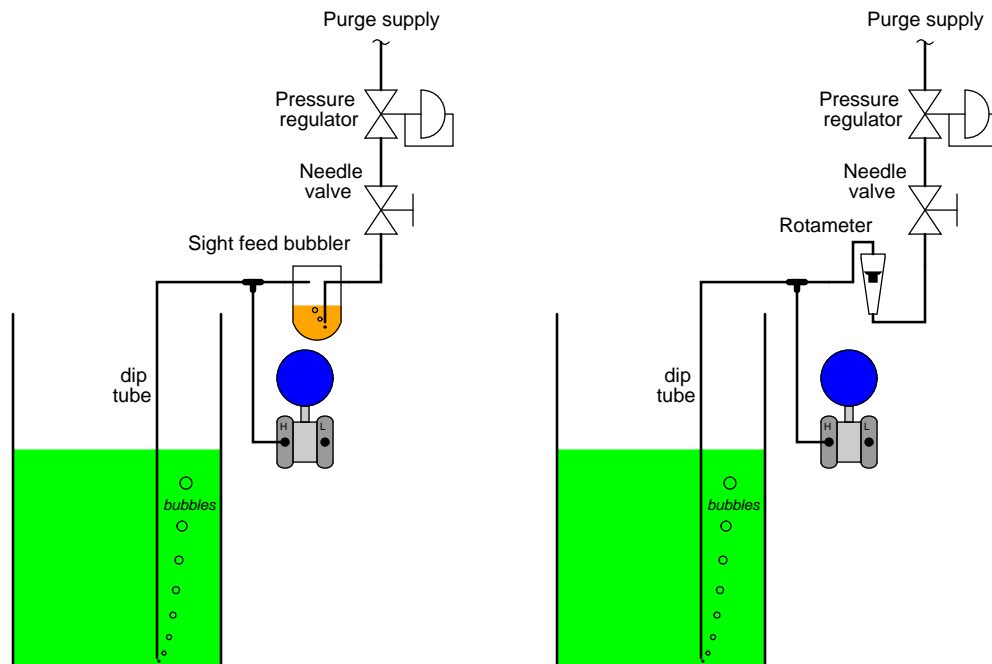 Purge supply
Pressure
regulator
Needle
valve
Sight feed bubbler
dip
tube
H
L
bubbles
Purge supply
Pressure
regulator
Needle
valve
Rotameter
dip
tube
H
L
bubbles